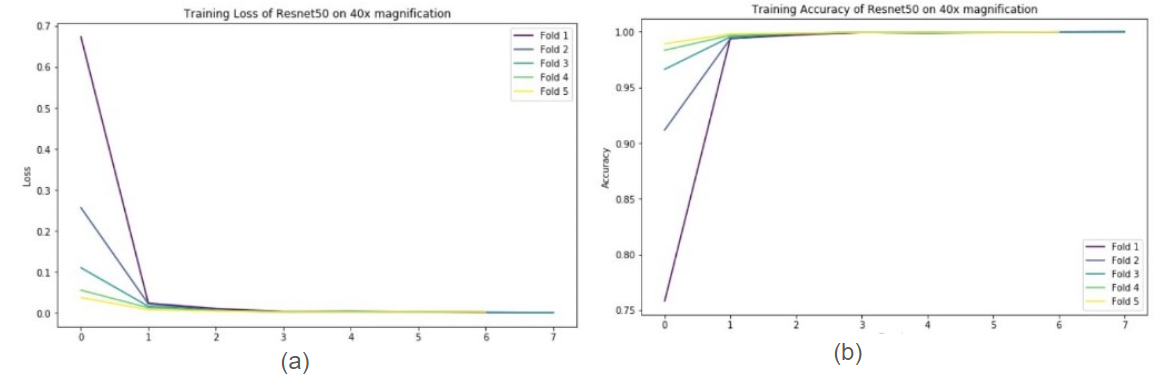 Training Loss of Resnet50 on 40x magnification
0.7
0.6
0.5
0.4
0.3
0.2
0.1
0.0
Loss
Fold 1
Fold 2
Fold 3
Fold 4
Fold 5
0 1 2 3 4 5 6 7
(a)
Training Accuracy of Resnet50 on 40x magnification
1.00
0.95
0.90
0.85
0.80
0.75
Accuracy
Fold 1
Fold 2
Fold 3
Fold 4
Fold 5
0 1 2 3 4 5 6 7
(b)